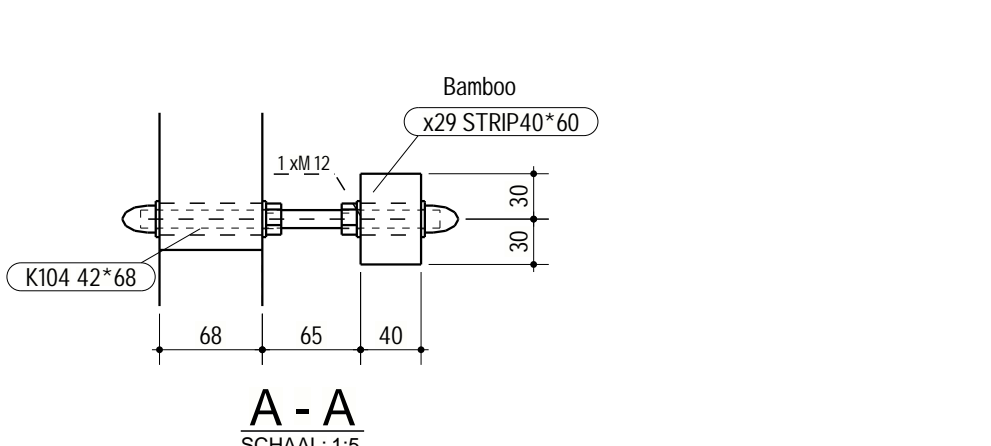 Bamboo
x29 STRIP40*60
1 xM 12
30
30
K104 42*68
68 65 40
A - A
SCHAAL: 1:5